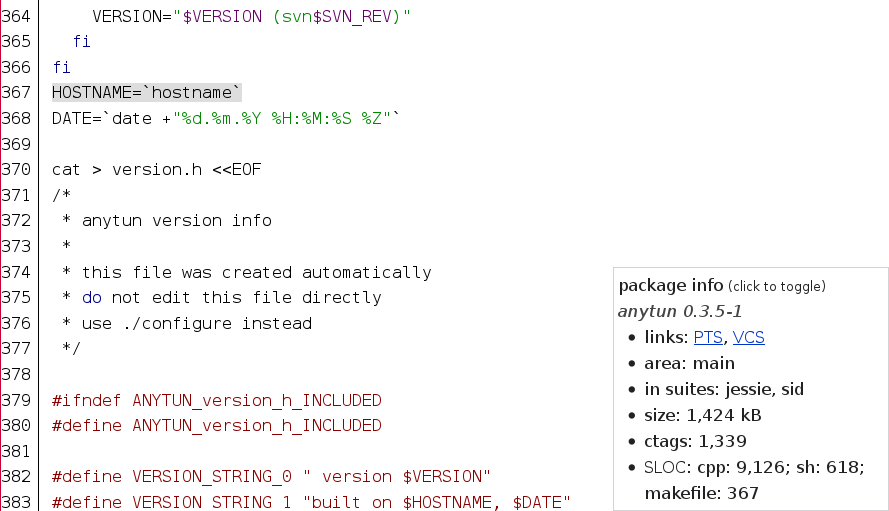 364 VERSION="$VERSION (svn$SVN_REV)"
365 fi
366 fi
367 HOSTNAME=`hostname`
368 DATE=`date +"%d.%m.%Y %H:%M:%S %Z"`
369
370 cat > version.h <<EOF
371 /*
372 * anytun version info
373 *
374 * this file was created automatically
375 * do not edit this file directly
376 * use ./configure instead
377 */
378
379 #ifndef ANYTUN_version_h_INCLUDED
380 #define ANYTUN_version_h_INCLUDED
381
382 #define VERSION_STRING_0 " version $VERSION"
383 #define VERSION_STRING_1 "built on $HOSTNAME, $DATE"
package info (click to toggle)
anytun 0.3.5-1
• links: PTS, VCS
• area: main
• in suites: jessie, sid
• size: 1,424 kB
• ctags: 1,339
• SLOC: cpp: 9,126; sh: 618;
makefile: 367